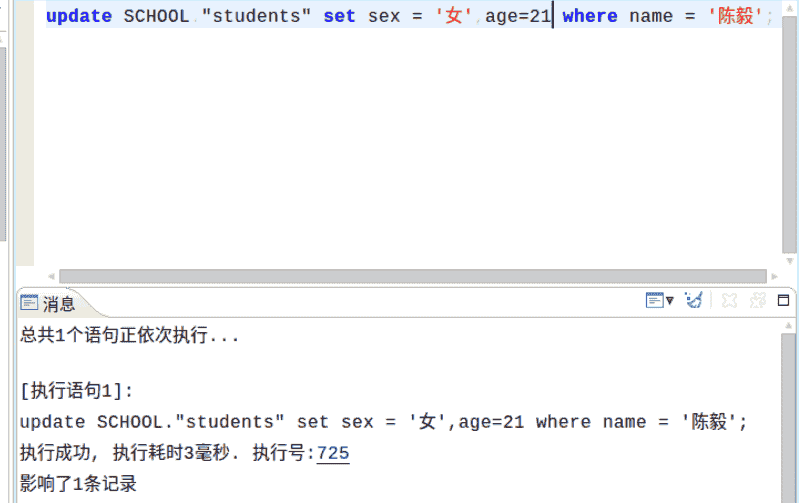 update SCHOOL."students" set sex = '女',age=21 where name = '陈毅';
消息
总共1个语句正依次执行...
[执行语句1]:
update SCHOOL."students" set sex = '女',age=21 where name = '陈毅';
执行成功, 执行耗时3毫秒. 执行号:725
影响了1条记录